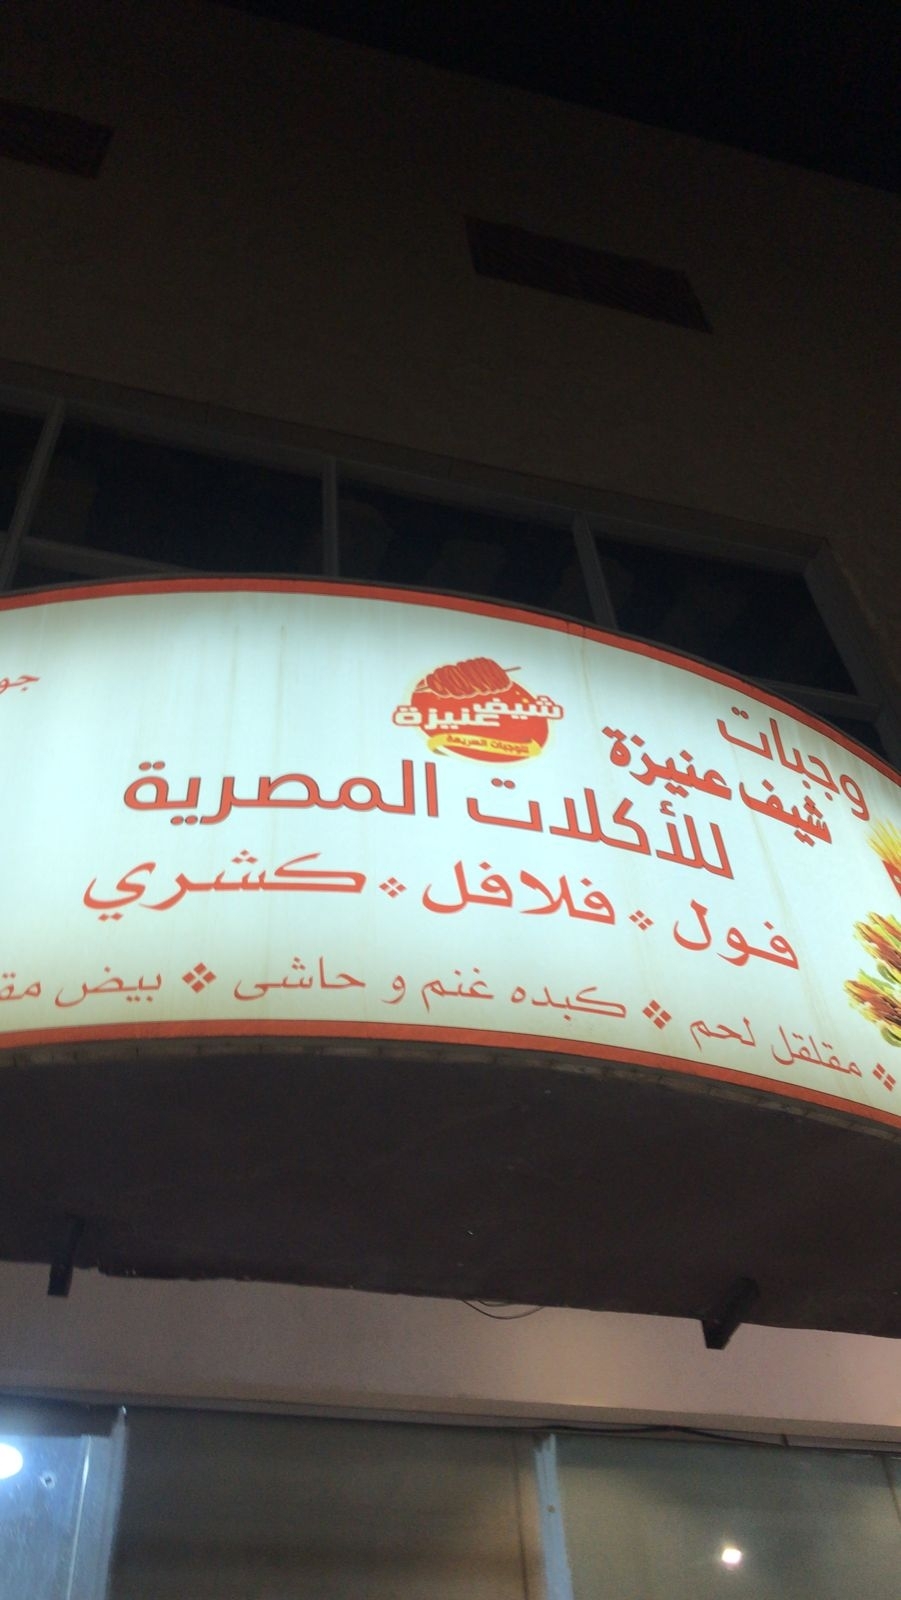 وجبات
شيف عنيزة
شيف
عنيزة
للوجبات السريعة
للأكلات المصرية
فول ❖ فلافل ❖ كشري
❖ مقلقل لحم ❖ كبده غنم و حاشى ❖ بيض